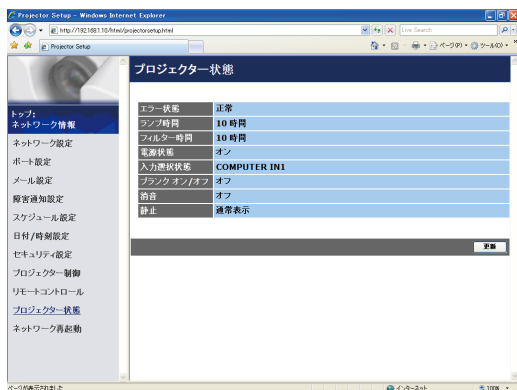 Projector Setup - Windows Internet Explorer
http://192.168.1.10/html/projectorsetup.html
Live Search
Projector Setup
ページ(P)
ツール(O)
プロジェクター状態
トップ:
ネットワーク情報
ネットワーク設定
ポート設定
メール設定
障害通知設定
スケジュール設定
日付/時刻設定
セキュリティ設定
プロジェクター制御
リモートコントロール
プロジェクター状態
ネットワーク再起動
エラー状態 正常
ランプ時間 10 時間
フィルター時間 10 時間
電源状態 オン
入力選択状態 COMPUTER IN1
ブランク オン/オフ オフ
消音 オフ
静止 通常表示
更新
ページが表示されました
インターネット
100%